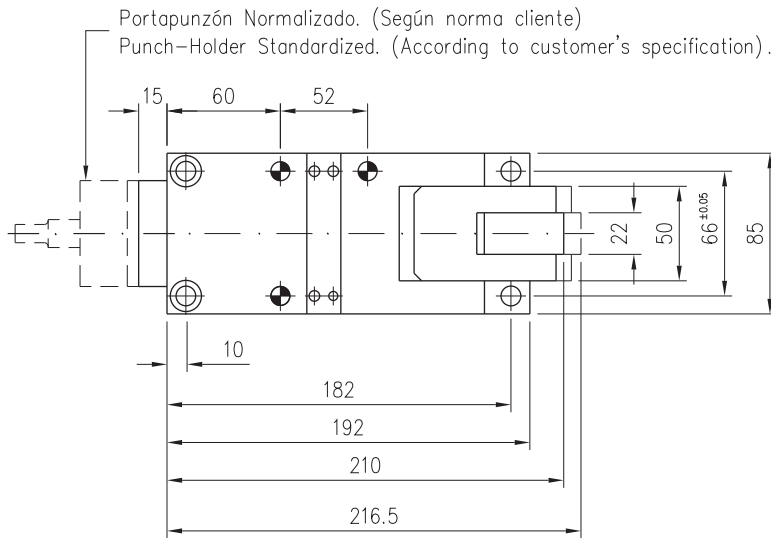 Portapunzón Normalizado. (Según norma cliente)
Punch-Holder Standardized. (According to customer's specification).
15 60 52
22 50 66±0.05 85
10
182
192
210
216.5